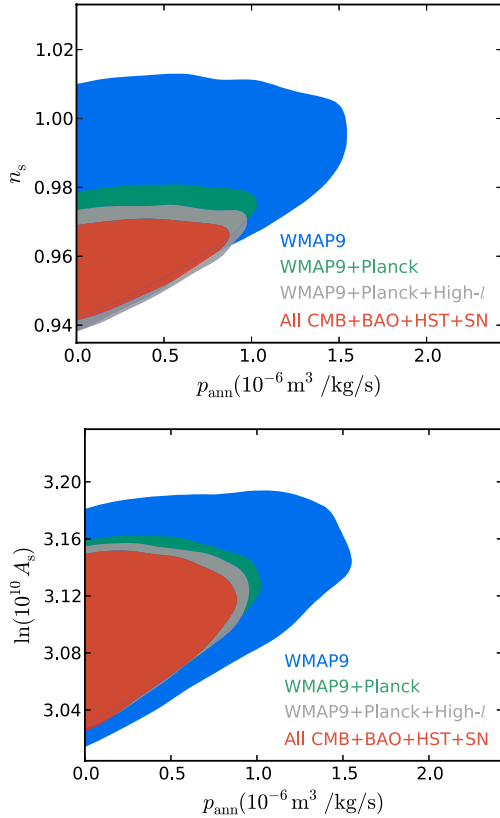 1.02
1.00
0.98
0.96
0.94
n_s
WMAP9
WMAP9+Planck
WMAP9+Planck+High-l
All CMB+BAO+HST+SN
0.0 0.5 1.0 1.5 2.0
p_ann(10^-6 m^3 /kg/s)
3.20
3.16
3.12
3.08
3.04
ln(10^10 A_s)
WMAP9
WMAP9+Planck
WMAP9+Planck+High-l
All CMB+BAO+HST+SN
0.0 0.5 1.0 1.5 2.0
p_ann(10^-6 m^3 /kg/s)